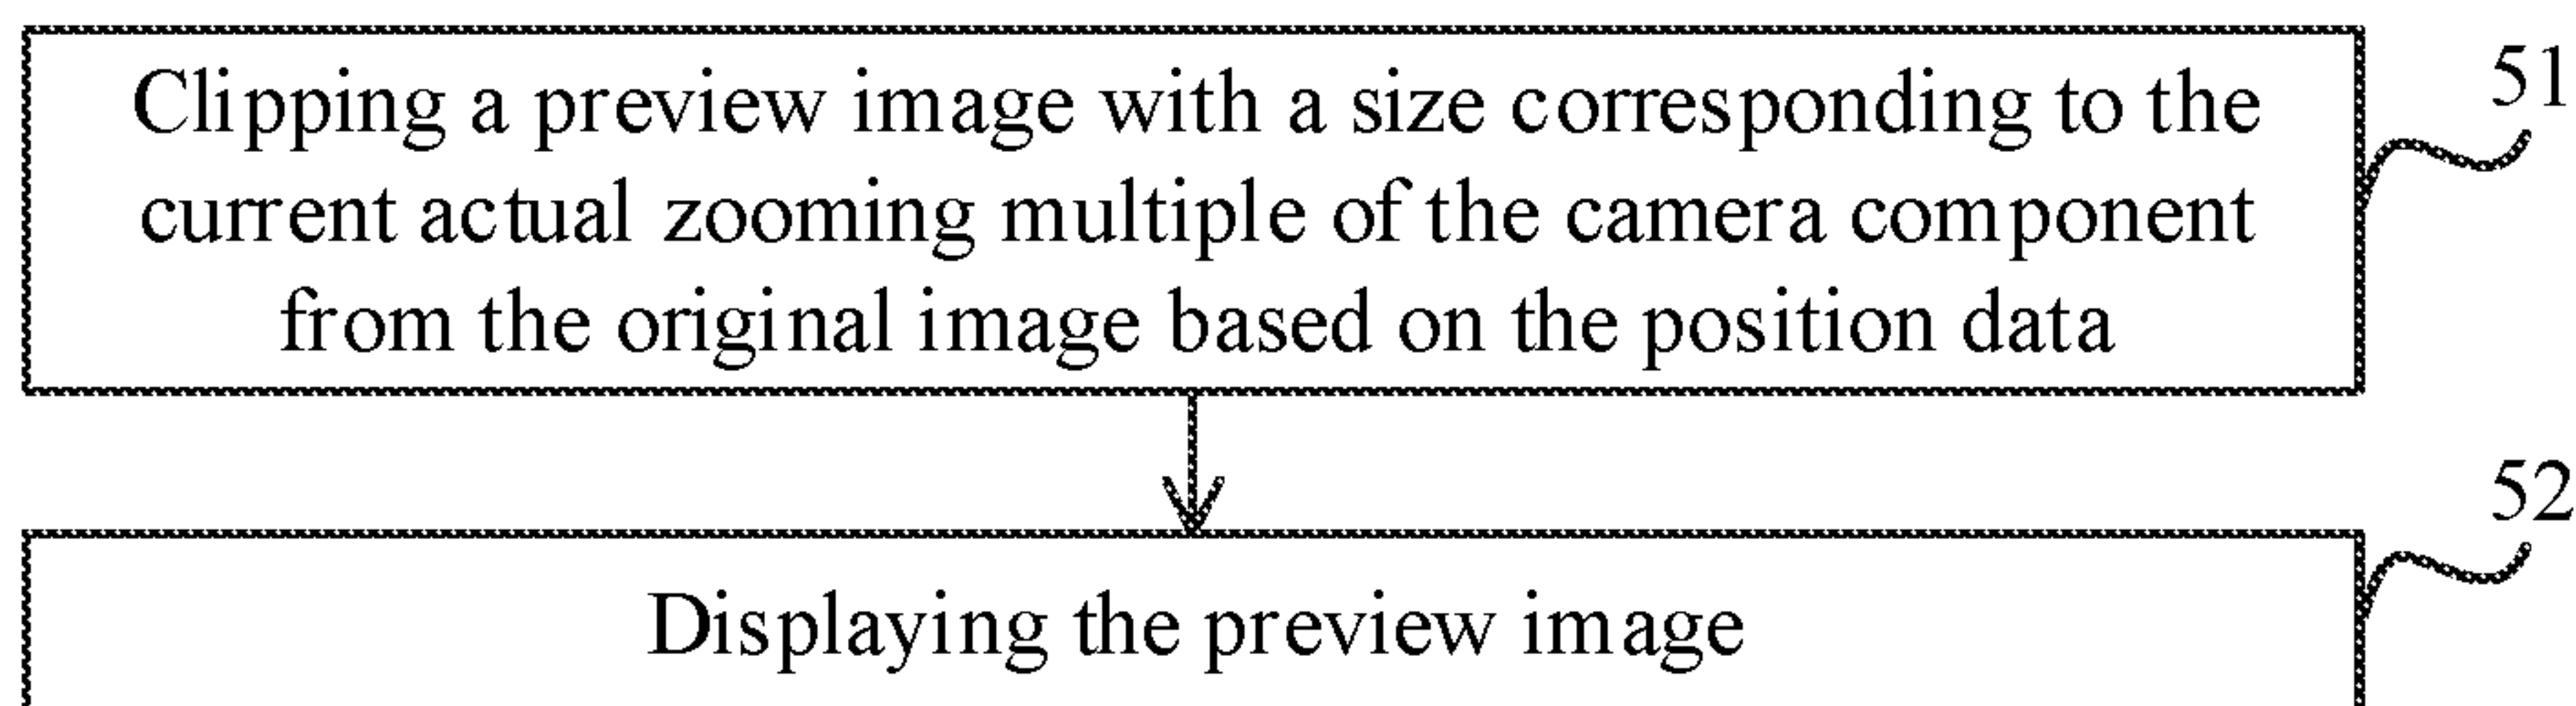 Clipping a preview image with a size corresponding to the
current actual zooming multiple of the camera component
from the original image based on the position data
51
Displaying the preview image
52